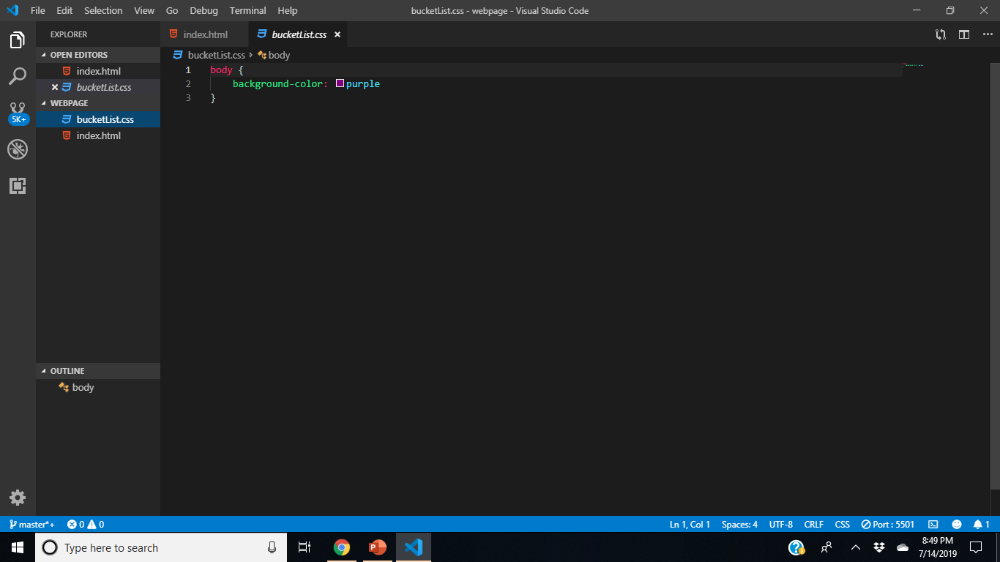 File Edit Selection View Go Debug Terminal Help bucketList.css - webpage - Visual Studio Code
EXPLORER
index.html
bucketList.css
OPEN EDITORS
index.html
bucketList.css
WEBPAGE
bucketList.css
index.html
5K+
bucketList.css body
1 body {
2 background-color: purple
3 }
OUTLINE
body
master*+ 0 0 Ln 1, Col 1 Spaces: 4 UTF-8 CRLF CSS Port : 5501 1
Type here to search
8:49 PM
7/14/2019